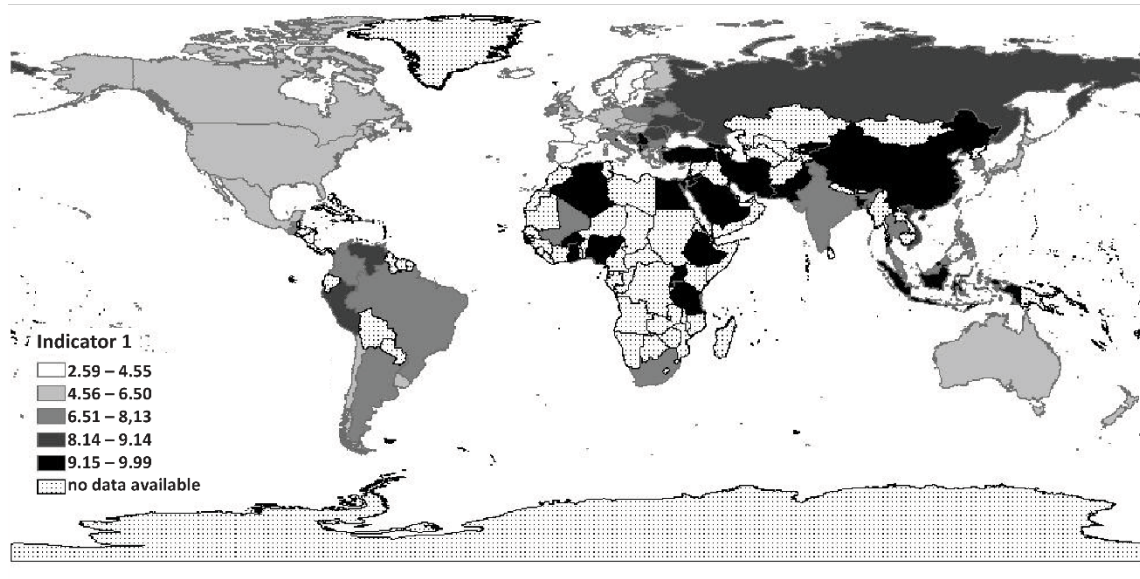 Indicator 1
2.59 – 4.55
4.56 – 6.50
6.51 – 8,13
8.14 – 9.14
9.15 – 9.99
no data available